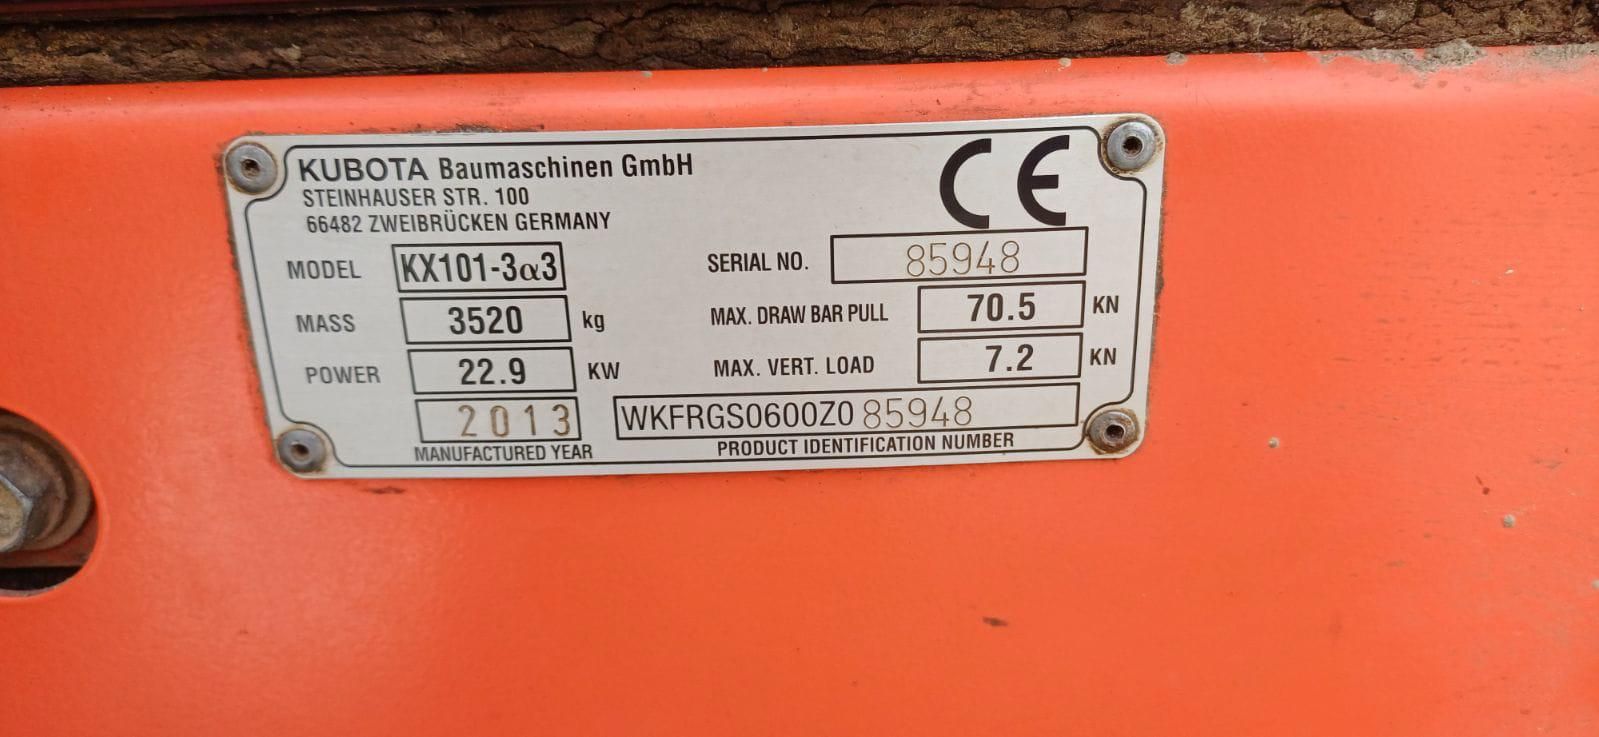 KUBOTA Baumaschinen GmbH
STEINHAUSER STR. 100
66482 ZWEIBRÜCKEN GERMANY
CE
MODEL KX101-3α3
SERIAL NO. 85948
MASS 3520 kg
MAX. DRAW BAR PULL 70.5 KN
POWER 22.9 KW
MAX. VERT. LOAD 7.2 KN
2013
MANUFACTURED YEAR
WKFRGS0600Z085948
PRODUCT IDENTIFICATION NUMBER